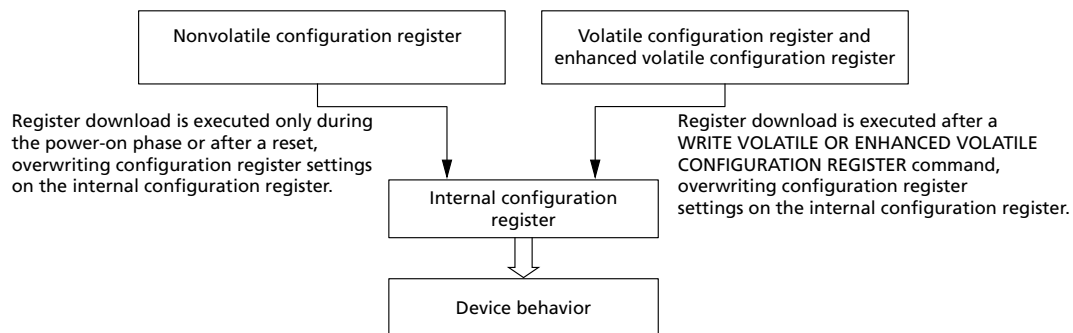 Nonvolatile configuration register
Volatile configuration register and
enhanced volatile configuration register
Register download is executed only during
the power-on phase or after a reset,
overwriting configuration register settings
on the internal configuration register.
Register download is executed after a
WRITE VOLATILE OR ENHANCED VOLATILE
CONFIGURATION REGISTER command,
overwriting configuration register
settings on the internal configuration register.
Internal configuration
register
Device behavior